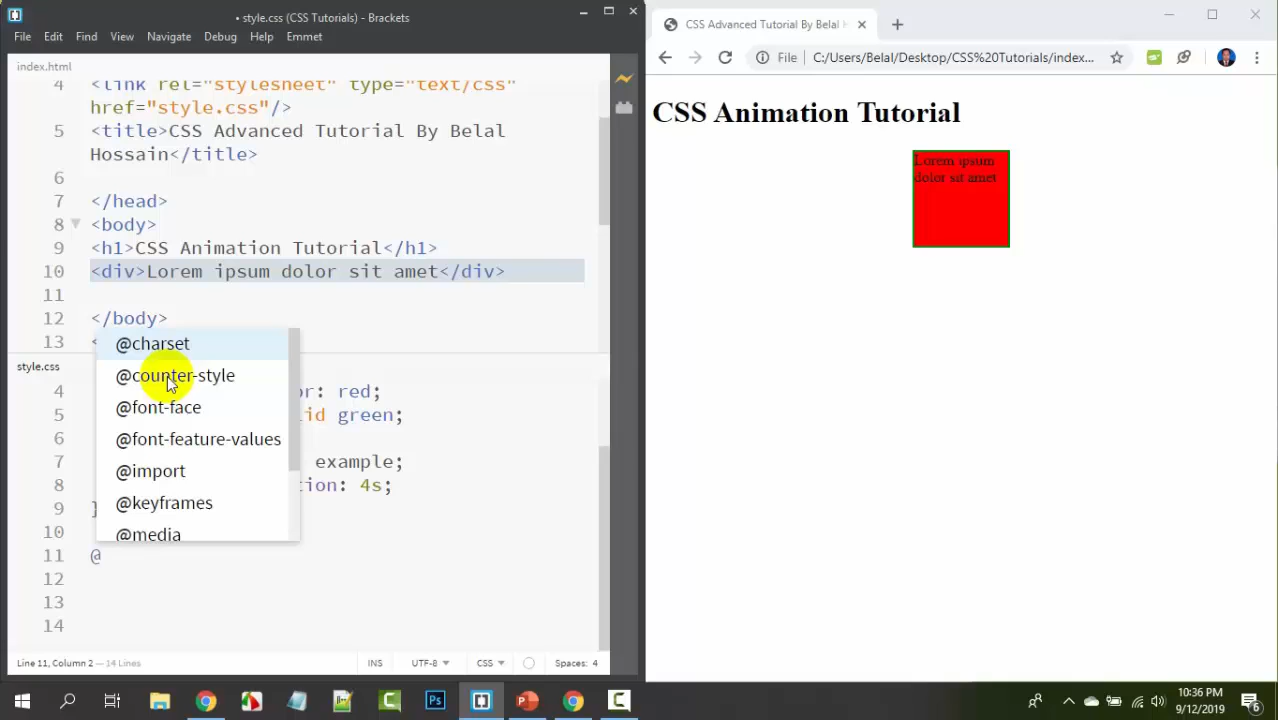 • style.css (CSS Tutorials) - Brackets
File Edit Find View Navigate Debug Help Emmet
index.html
4 <link rel="stylesheet" type="text/css"
href="style.css"/>
5 <title>CSS Advanced Tutorial By Belal
Hossain</title>
6
7 </head>
8 <body>
9 <h1>CSS Animation Tutorial</h1>
10 <div>Lorem ipsum dolor sit amet</div>
11
12 </body>
13 <
@charset
@counter-style
@font-face
@font-feature-values
@import
@keyframes
@media
style.css
4 or: red;
5 id green;
6
7 example;
8 tion: 4s;
9 }
10
11 @
12
13
14
Line 11, Column 2 — 14 Lines
INS UTF-8 CSS Spaces: 4
CSS Advanced Tutorial By Belal H
File C:/Users/Belal/Desktop/CSS%20Tutorials/index...
CSS Animation Tutorial
Lorem ipsum
dolor sit amet
Ps
10:36 PM
9/12/2019
6